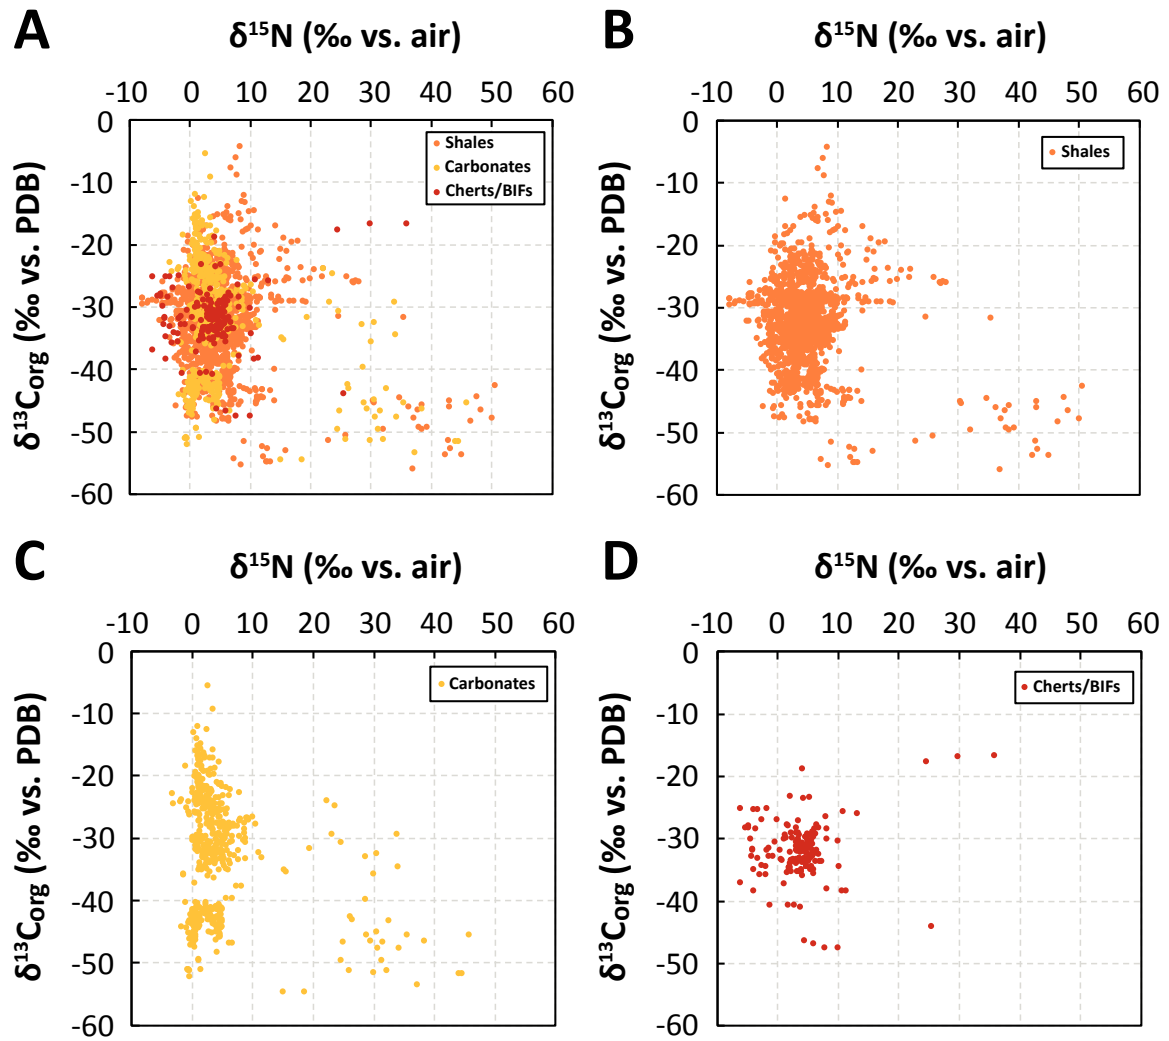 A
δ¹⁵N (‰ vs. air)
-10 0 10 20 30 40 50 60
0
-10
-20
-30
-40
-50
-60
δ¹³Corg (‰ vs. PDB)
Shales
Carbonates
Cherts/BIFs
B
δ¹⁵N (‰ vs. air)
-10 0 10 20 30 40 50 60
0
-10
-20
-30
-40
-50
-60
δ¹³Corg (‰ vs. PDB)
Shales
C
δ¹⁵N (‰ vs. air)
-10 0 10 20 30 40 50 60
0
-10
-20
-30
-40
-50
-60
δ¹³Corg (‰ vs. PDB)
Carbonates
D
δ¹⁵N (‰ vs. air)
-10 0 10 20 30 40 50 60
0
-10
-20
-30
-40
-50
-60
δ¹³Corg (‰ vs. PDB)
Cherts/BIFs